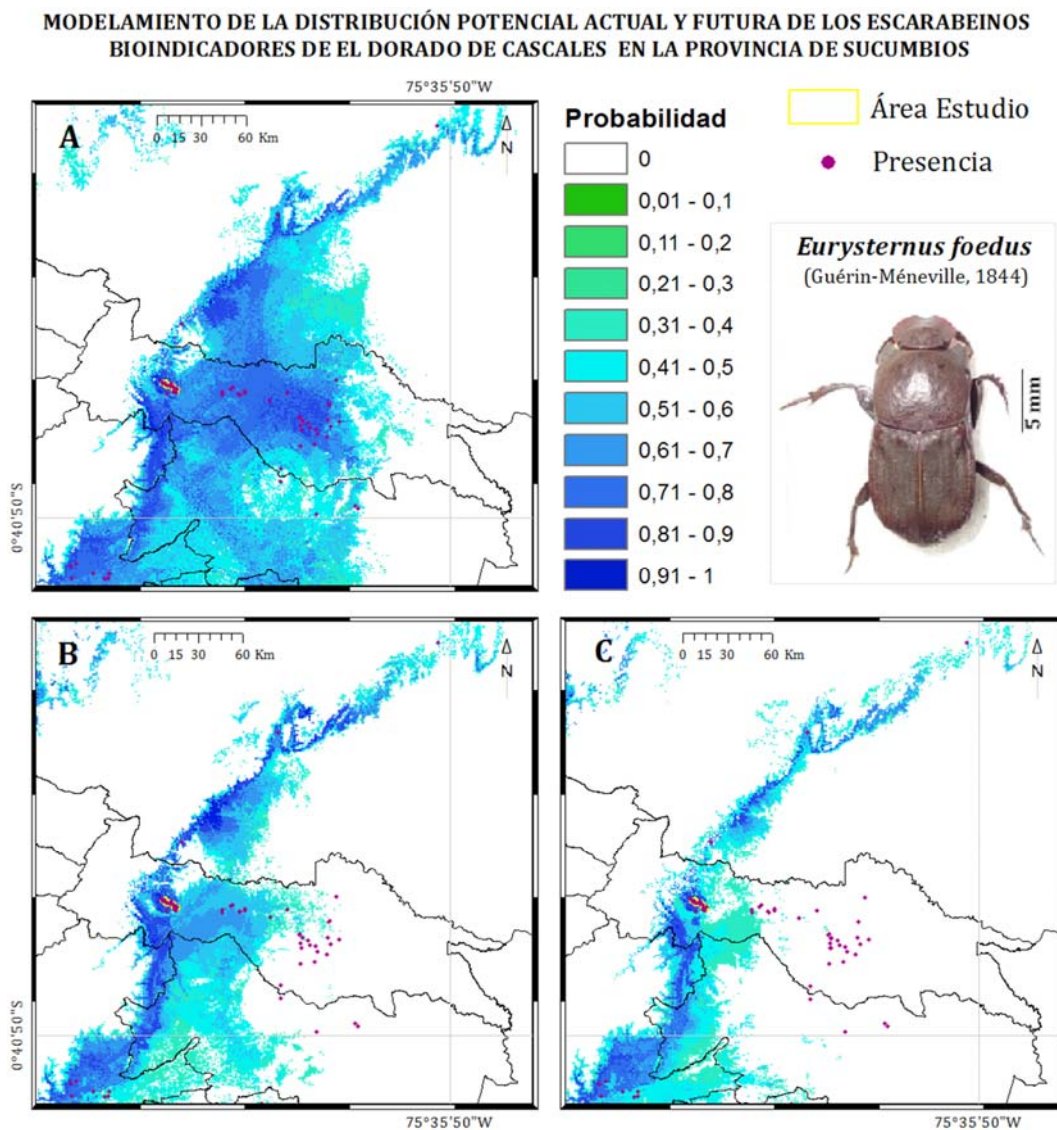 MODELAMIENTO DE LA DISTRIBUCIÓN POTENCIAL ACTUAL Y FUTURA DE LOS ESCARABEINOS
BIOINDICADORES DE EL DORADO DE CASCALES EN LA PROVINCIA DE SUCUMBIOS
75°35'50"W
A
0 15 30 60 Km
N
0°40'50"S
Probabilidad
0
0,01 - 0,1
0,11 - 0,2
0,21 - 0,3
0,31 - 0,4
0,41 - 0,5
0,51 - 0,6
0,61 - 0,7
0,71 - 0,8
0,81 - 0,9
0,91 - 1
Área Estudio
Presencia
Eurysternus foedus
(Guérin-Méneville, 1844)
5 mm
B
0 15 30 60 Km
N
0°40'50"S
75°35'50"W
C
0 15 30 60 Km
N
75°35'50"W